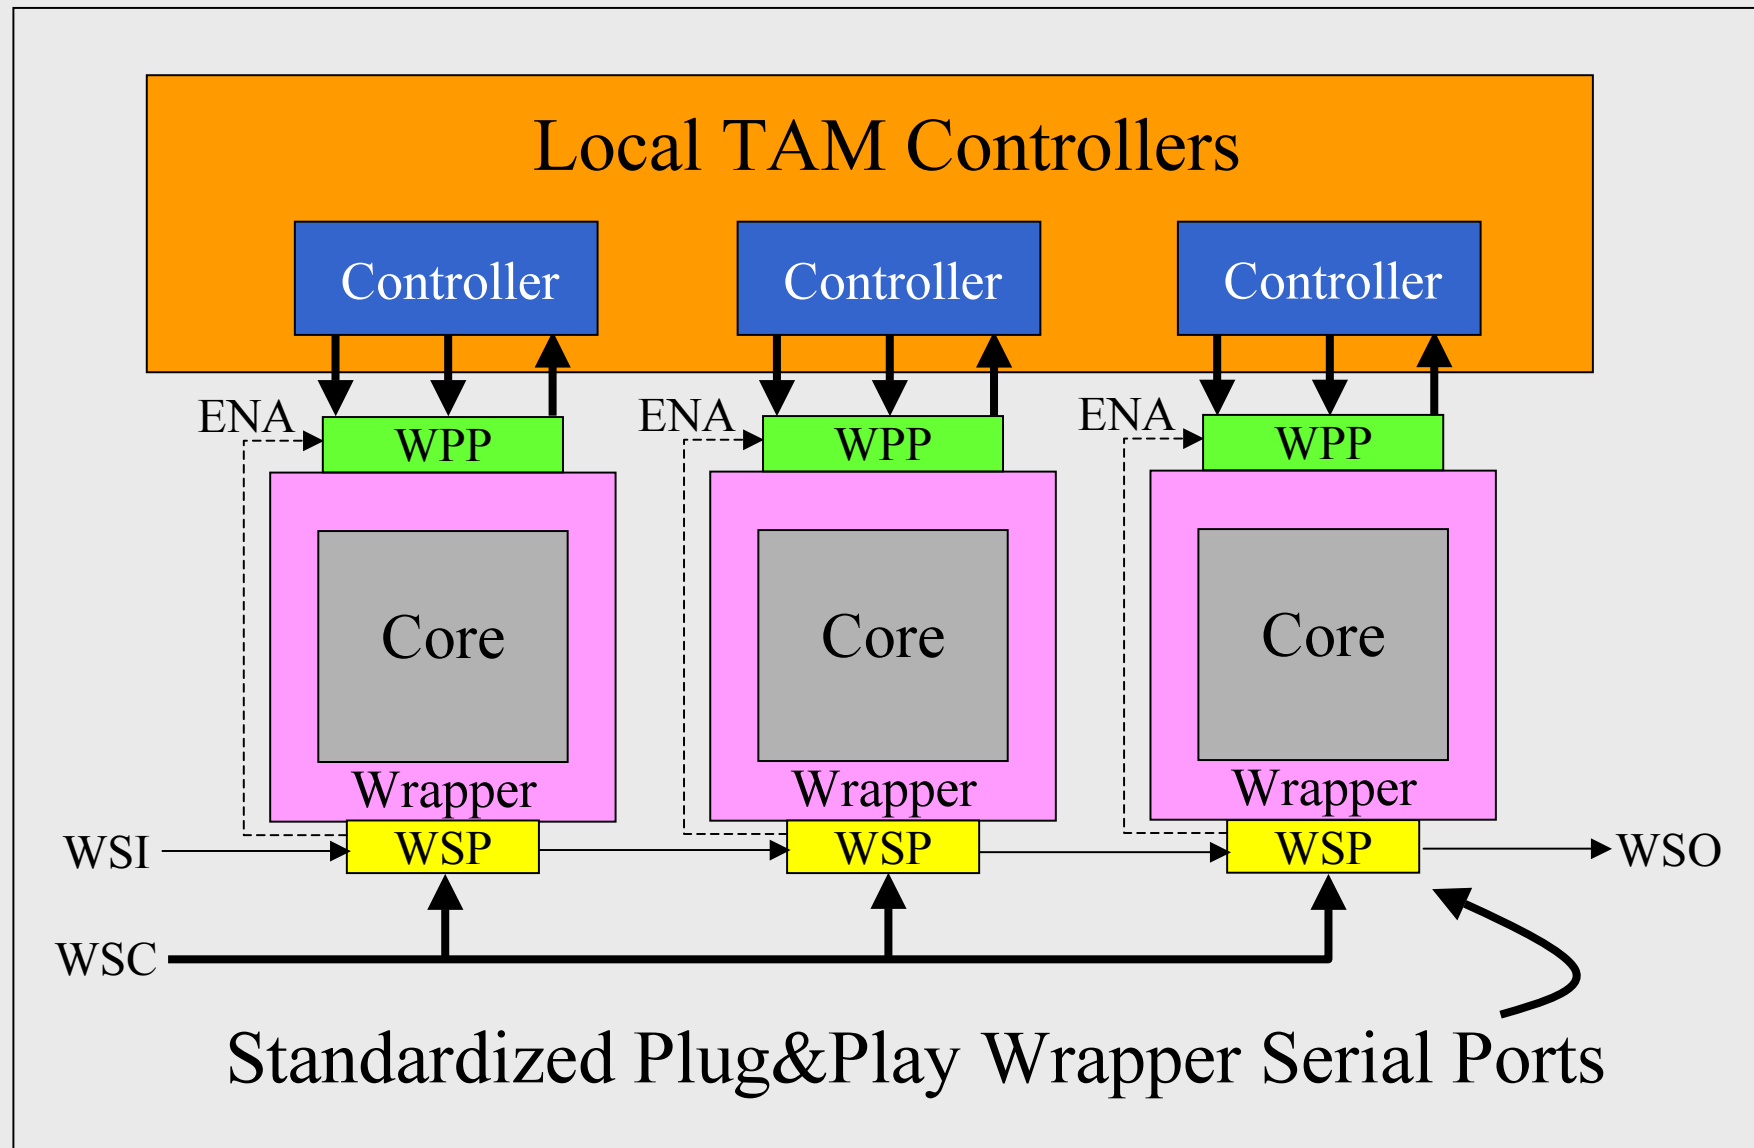 Local TAM Controllers
Controller Controller Controller
ENA ENA ENA
WPP WPP WPP
Core Core Core
Wrapper Wrapper Wrapper
WSI WSP WSP WSP WSO
WSC
Standardized Plug&Play Wrapper Serial Ports